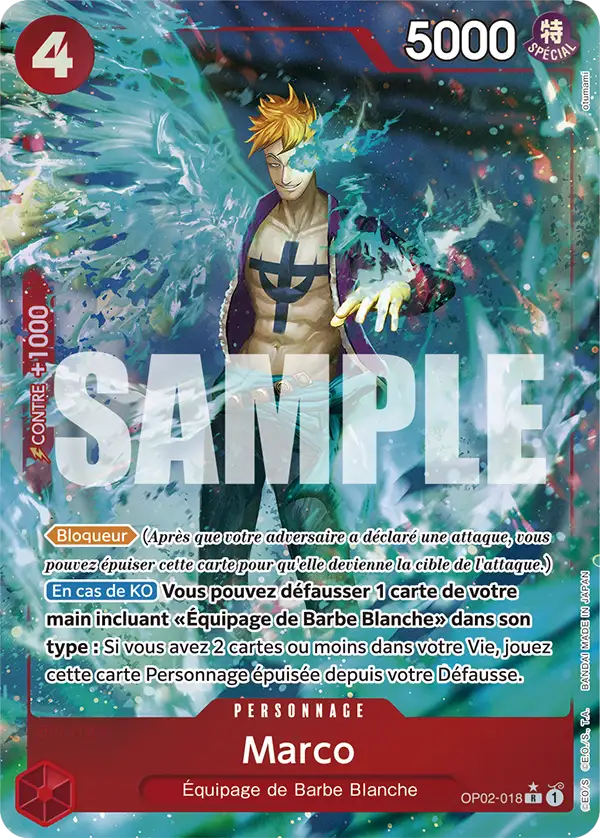 4
5000
特
SPÉCIAL
otumami
CONTRE +1000
SAMPLE
Bloqueur (Après que votre adversaire a déclaré une attaque, vous
pouvez épuiser cette carte pour qu'elle devienne la cible de l'attaque.)
En cas de KO Vous pouvez défausser 1 carte de votre
main incluant «Équipage de Barbe Blanche» dans son
type : Si vous avez 2 cartes ou moins dans votre Vie, jouez
cette carte Personnage épuisée depuis votre Défausse.
PERSONNAGE
Marco
Équipage de Barbe Blanche
OP02-018 R 1
©E.O/S ©E.O./S., T.A. BANDAI MADE IN JAPAN